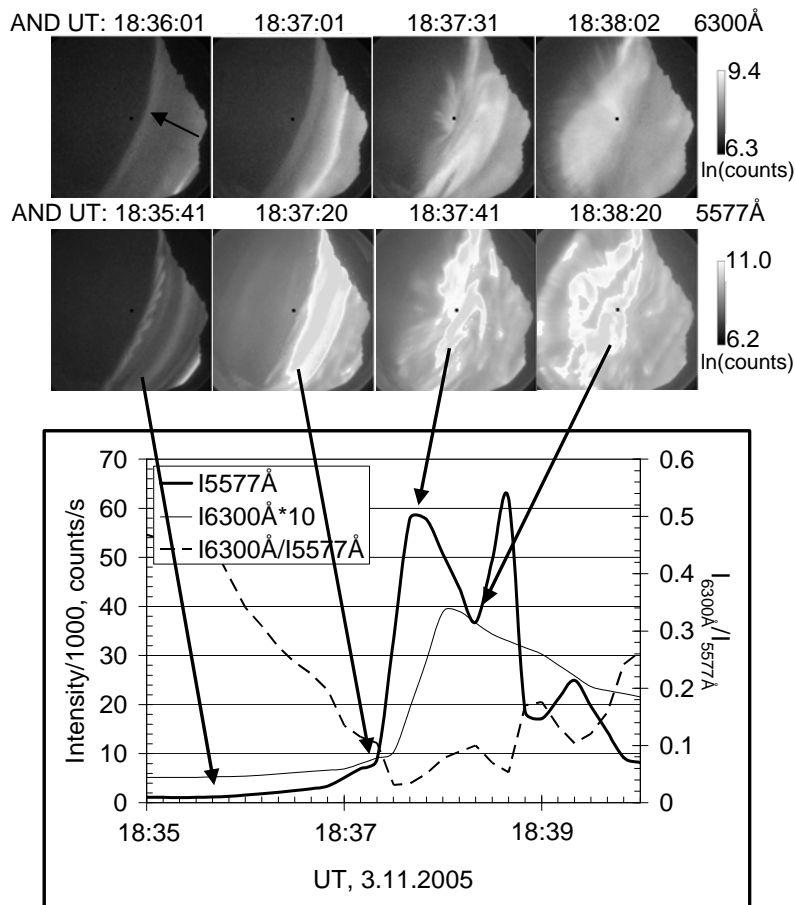 AND UT: 18:36:01 18:37:01 18:37:31 18:38:02 6300Å
9.4
6.3
ln(counts)
AND UT: 18:35:41 18:37:20 18:37:41 18:38:20 5577Å
11.0
6.2
ln(counts)
I5577Å
I6300Å*10
I6300Å/I5577Å
Intensity/1000, counts/s
70
60
50
40
30
20
10
0
0.6
0.5
0.4
0.3
0.2
0.1
0
I6300Å/I5577Å
18:35 18:37 18:39
UT, 3.11.2005